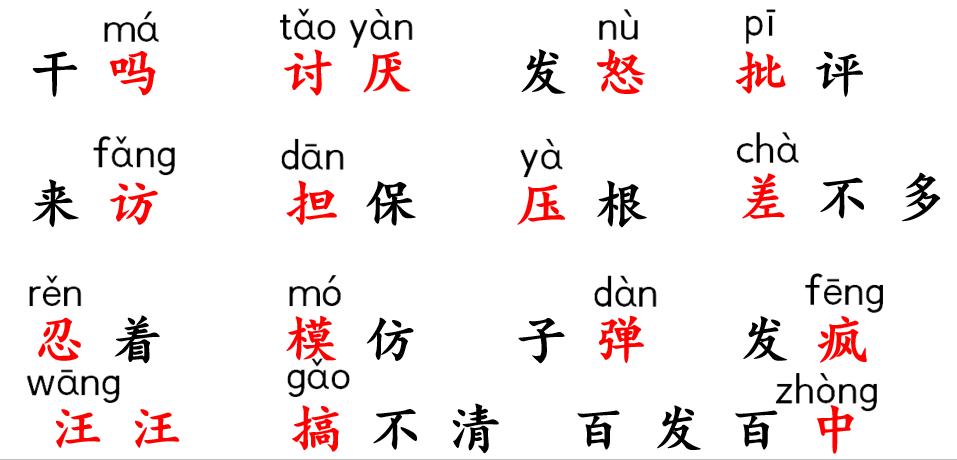 má tǎo yàn nù pī
干吗 讨厌 发怒 批评
fǎng dān yà chà
来访 担保 压根 差不多
rěn mó dàn fēng
忍着 模仿 子弹 发疯
wāng gǎo zhòng
汪汪 搞不清 百发百中